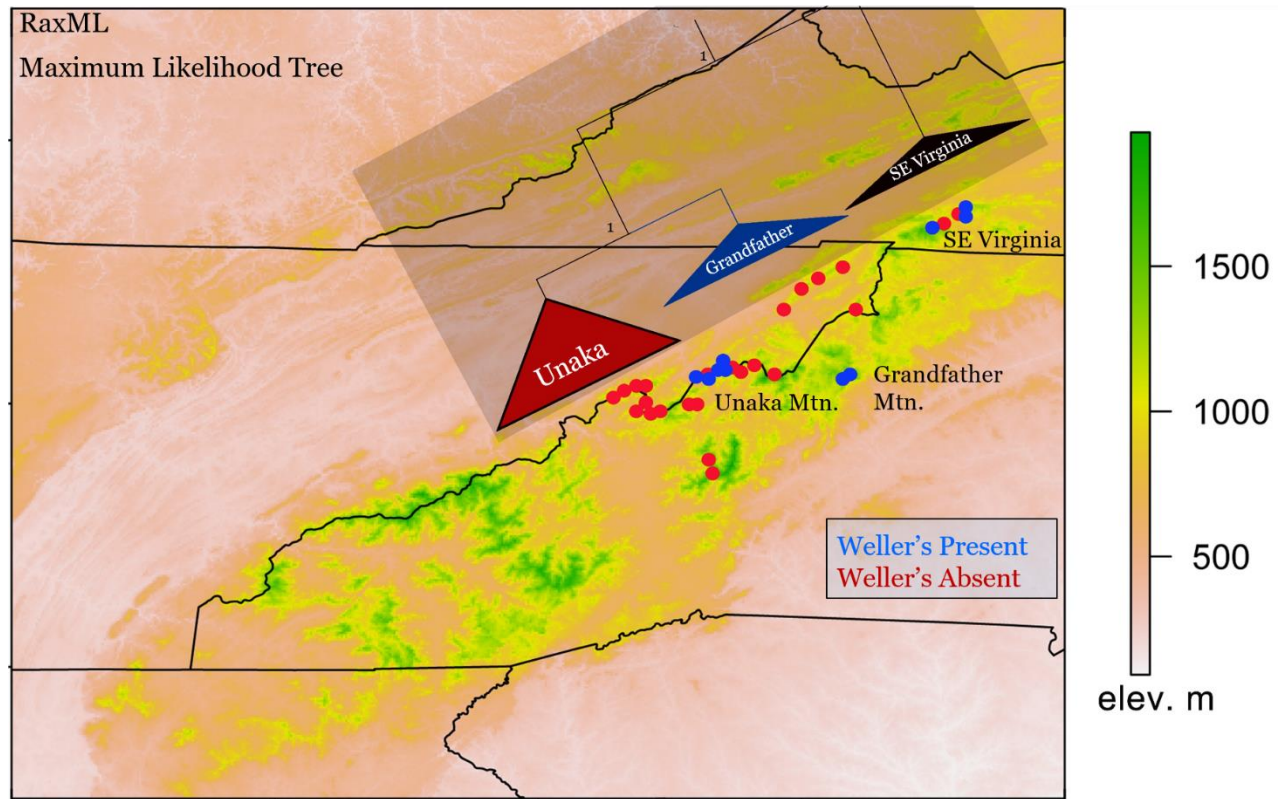 RaxML
Maximum Likelihood Tree
1
SE Virginia
1
Grandfather
SE Virginia
Unaka
Unaka Mtn.
Grandfather
Mtn.
Weller's Present
Weller's Absent
1500
1000
500
elev. m